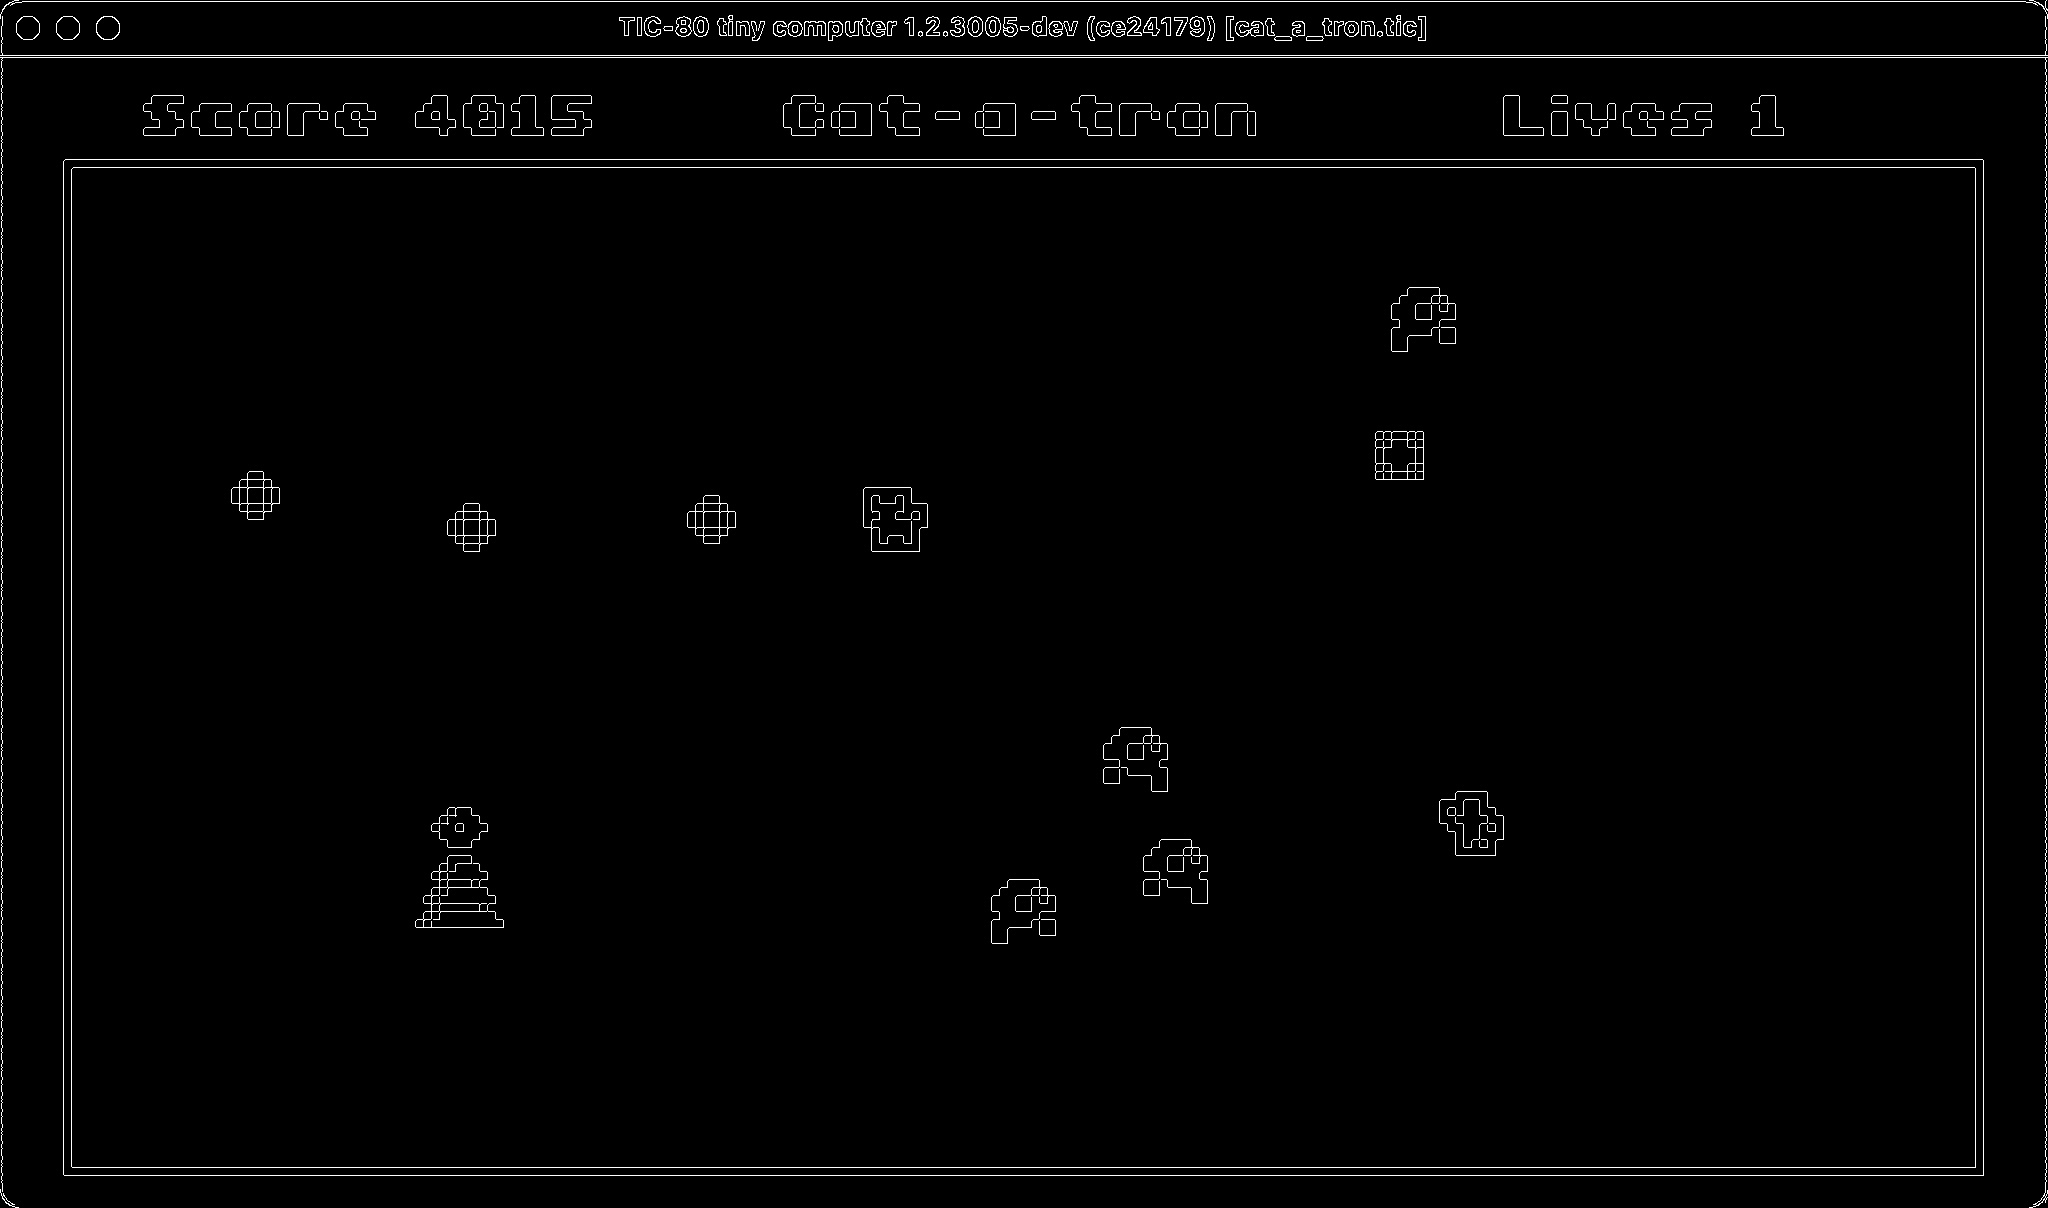 TIC-80 tiny computer 1.2.3005-dev (ce24179) [cat_a_tron.tic]
Score 4015 Cat-a-tron Lives 1